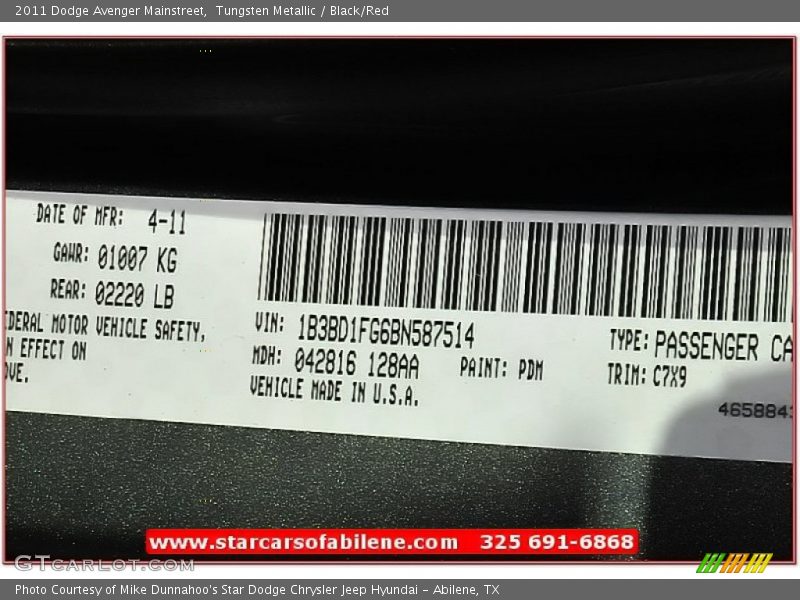 2011 Dodge Avenger Mainstreet, Tungsten Metallic / Black/Red
DATE OF MFR: 4-11
GAWR: 01007 KG
REAR: 02220 LB
EDERAL MOTOR VEHICLE SAFETY,
N EFFECT ON
OVE.
VIN: 1B3BD1FG6BN587514
MDH: 042816 128AA
PAINT: PDM
VEHICLE MADE IN U.S.A.
TYPE: PASSENGER CA
TRIM: C7X9
465884
www.starcarsofabilene.com 325 691-6868
GTCARLOT.COM
Photo Courtesy of Mike Dunnahoo's Star Dodge Chrysler Jeep Hyundai - Abilene, TX